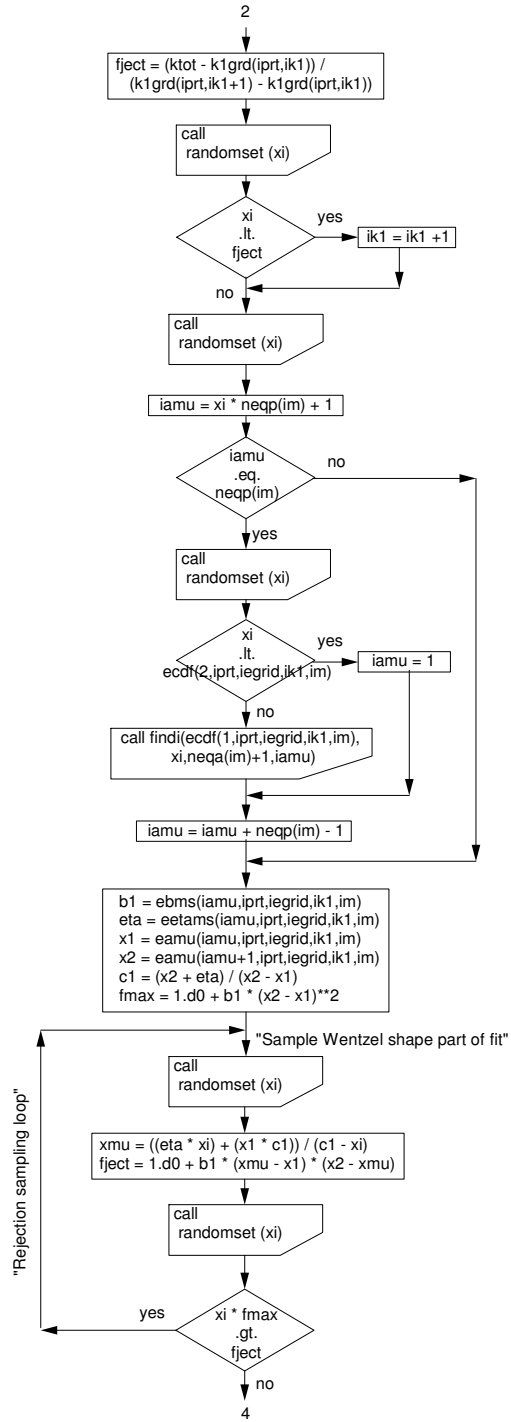 2
fject = (ktot - k1grd(iprt,ik1)) /
(k1grd(iprt,ik1+1) - k1grd(iprt,ik1))
call
randomset (xi)
xi
.lt.
fject
yes
ik1 = ik1 +1
no
call
randomset (xi)
iamu = xi * neqp(im) + 1
iamu
.eq.
neqp(im)
no
yes
call
randomset (xi)
xi
.lt.
ecdf(2,iprt,iegrid,ik1,im)
yes
iamu = 1
no
call findi(ecdf(1,iprt,iegrid,ik1,im),
xi,neqa(im)+1,iamu)
iamu = iamu + neqp(im) - 1
b1 = ebms(iamu,iprt,iegrid,ik1,im)
eta = eetams(iamu,iprt,iegrid,ik1,im)
x1 = eamu(iamu,iprt,iegrid,ik1,im)
x2 = eamu(iamu+1,iprt,iegrid,ik1,im)
c1 = (x2 + eta) / (x2 - x1)
fmax = 1.d0 + b1 * (x2 - x1)**2
"Sample Wentzel shape part of fit"
"Rejection sampling loop"
call
randomset (xi)
xmu = ((eta * xi) + (x1 * c1)) / (c1 - xi)
fject = 1.d0 + b1 * (xmu - x1) * (x2 - xmu)
call
randomset (xi)
yes
xi * fmax
.gt.
fject
no
4